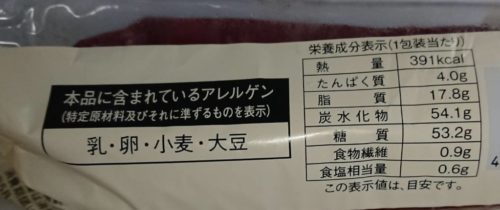 本品に含まれているアレルゲン
(特定原材料及びそれに準ずるものを表示)
乳・卵・小麦・大豆
栄養成分表示(1包装当たり)
熱量 391kcal
たんぱく質 4.0g
脂質 17.8g
炭水化物 54.1g
糖質 53.2g
食物繊維 0.9g
食塩相当量 0.6g
この表示値は、目安です。
4